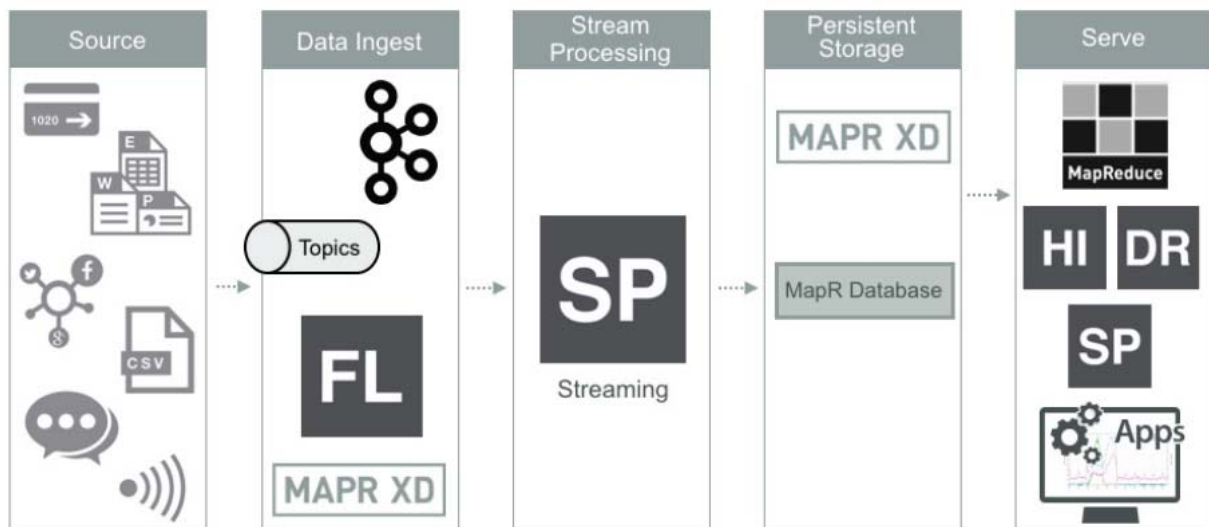 Source
1020
E
W
P
CSV
Data Ingest
Topics
FL
MAPR XD
Stream
Processing
SP
Streaming
Persistent
Storage
MAPR XD
MapR Database
Serve
MapReduce
HI DR
SP
Apps